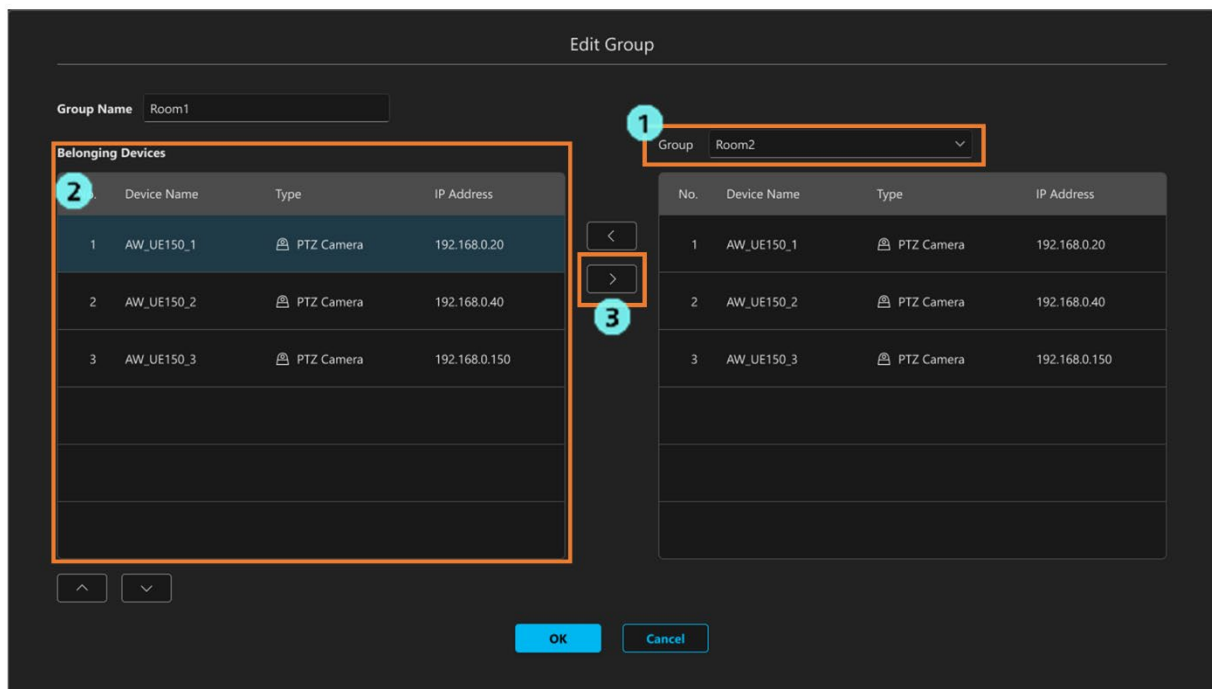 Edit Group
Group Name Room1
1
Group Room2
Belonging Devices
2 . Device Name Type IP Address
No. Device Name Type IP Address
1 AW_UE150_1 PTZ Camera 192.168.0.20
2 AW_UE150_2 PTZ Camera 192.168.0.40
3 AW_UE150_3 PTZ Camera 192.168.0.150
<
>
3
1 AW_UE150_1 PTZ Camera 192.168.0.20
2 AW_UE150_2 PTZ Camera 192.168.0.40
3 AW_UE150_3 PTZ Camera 192.168.0.150
OK Cancel